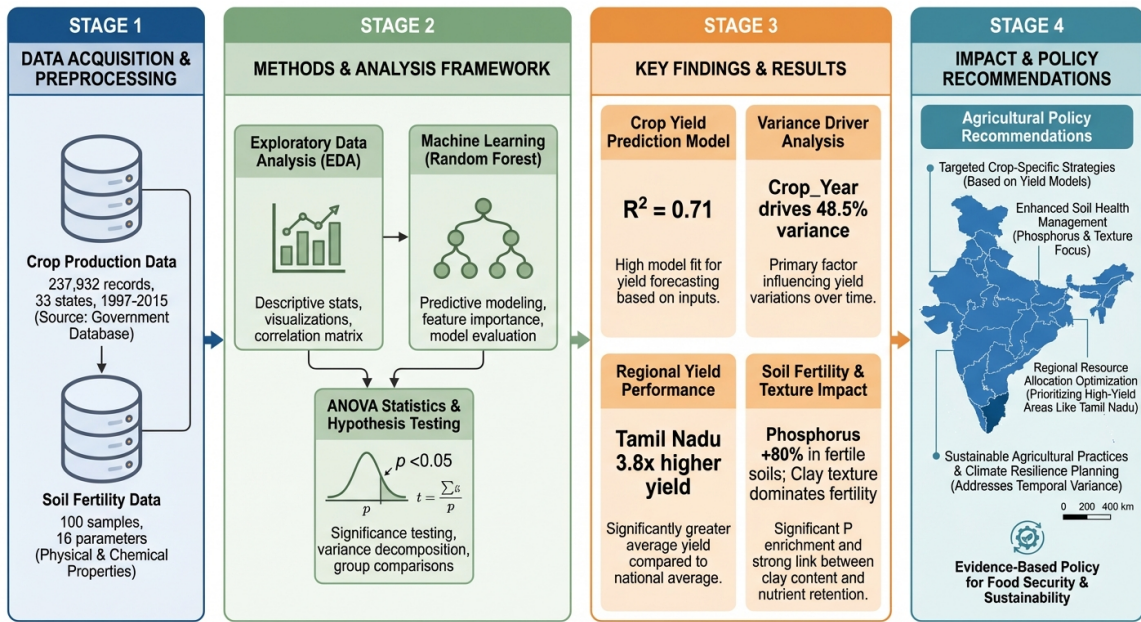 STAGE 1
DATA ACQUISITION &
PREPROCESSING
Crop Production Data
237,932 records,
33 states, 1997-2015
(Source: Government
Database)
Soil Fertility Data
100 samples,
16 parameters
(Physical & Chemical
Properties)
STAGE 2
METHODS & ANALYSIS FRAMEWORK
Exploratory Data
Analysis (EDA)
Descriptive stats,
visualizations,
correlation matrix
Machine Learning
(Random Forest)
Predictive modeling,
feature importance,
model evaluation
ANOVA Statistics &
Hypothesis Testing
p <0.05
p
Significance testing,
variance decomposition,
group comparisons
STAGE 3
KEY FINDINGS & RESULTS
Crop Yield
Prediction Model
R² = 0.71
High model fit for
yield forecasting
based on inputs.
Variance Driver
Analysis
Crop_Year
drives 48.5%
variance
Primary factor
influencing yield
variations over time.
Regional Yield
Performance
Tamil Nadu
3.8x higher
yield
Significantly greater
average yield
compared to
national average.
Soil Fertility &
Texture Impact
Phosphorus
+80% in fertile
soils; Clay texture
dominates fertility
Significant P
enrichment and
strong link between
clay content and
nutrient retention.
STAGE 4
IMPACT & POLICY
RECOMMENDATIONS
Agricultural Policy
Recommendations
Targeted Crop-Specific Strategies
(Based on Yield Models)
Enhanced Soil Health
Management
(Phosphorus & Texture
Focus)
Regional Resource
Allocation Optimization
(Prioritizing High-Yield
Areas Like Tamil Nadu)
Sustainable Agricultural Practices
& Climate Resilience Planning
(Addresses Temporal Variance)
0 200 400 km
Evidence-Based Policy
for Food Security &
Sustainability